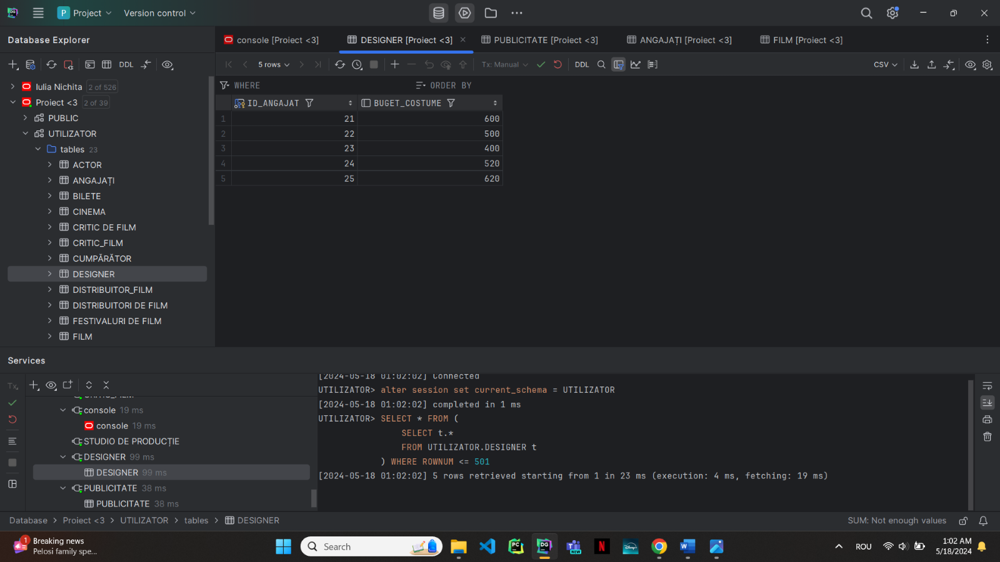 P Project Version control
Database Explorer
console [Proiect <3]
DESIGNER [Proiect <3]
PUBLICITATE [Proiect <3]
ANGAJAȚI [Proiect <3]
FILM [Proiect <3]
DDL
5 rows
Tx: Manual
DDL
CSV
Iulia Nichita 2 of 526
Proiect <3 2 of 39
PUBLIC
UTILIZATOR
tables 23
ACTOR
ANGAJAȚI
BILETE
CINEMA
CRITIC DE FILM
CRITIC_FILM
CUMPĂRĂTOR
DESIGNER
DISTRIBUITOR_FILM
DISTRIBUITORI DE FILM
FESTIVALURI DE FILM
FILM
WHERE ORDER BY
ID_ANGAJAT BUGET_COSTUME
1 21 600
2 22 500
3 23 400
4 24 520
5 25 620
Services
Tx
CRITIC_FILM
console 19 ms
console 19 ms
STUDIO DE PRODUCȚIE
DESIGNER 99 ms
DESIGNER 99 ms
PUBLICITATE 38 ms
PUBLICITATE 38 ms
[2024-05-18 01:02:02] Connected
UTILIZATOR> alter session set current_schema = UTILIZATOR
[2024-05-18 01:02:02] completed in 1 ms
UTILIZATOR> SELECT * FROM (
SELECT t.*
FROM UTILIZATOR.DESIGNER t
) WHERE ROWNUM <= 501
[2024-05-18 01:02:02] 5 rows retrieved starting from 1 in 23 ms (execution: 4 ms, fetching: 19 ms)
Database > Proiect <3 > UTILIZATOR > tables > DESIGNER
SUM: Not enough values
1 Breaking news
Pelosi family spe...
Search
PC
DG
NEW
N
Disney+
W
ROU
1:02 AM
5/18/2024